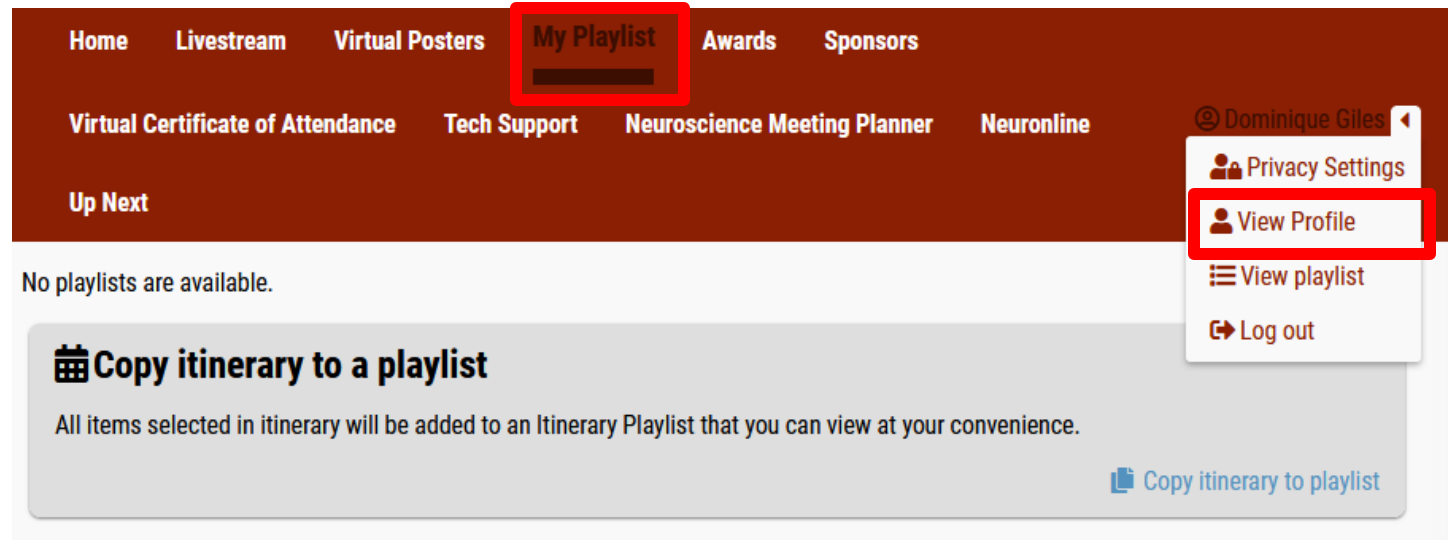 Home Livestream Virtual Posters My Playlist Awards Sponsors
Virtual Certificate of Attendance Tech Support Neuroscience Meeting Planner Neuronline Dominique Giles
Privacy Settings
Up Next
View Profile
No playlists are available.
View playlist
Log out
Copy itinerary to a playlist
All items selected in itinerary will be added to an Itinerary Playlist that you can view at your convenience.
Copy itinerary to playlist